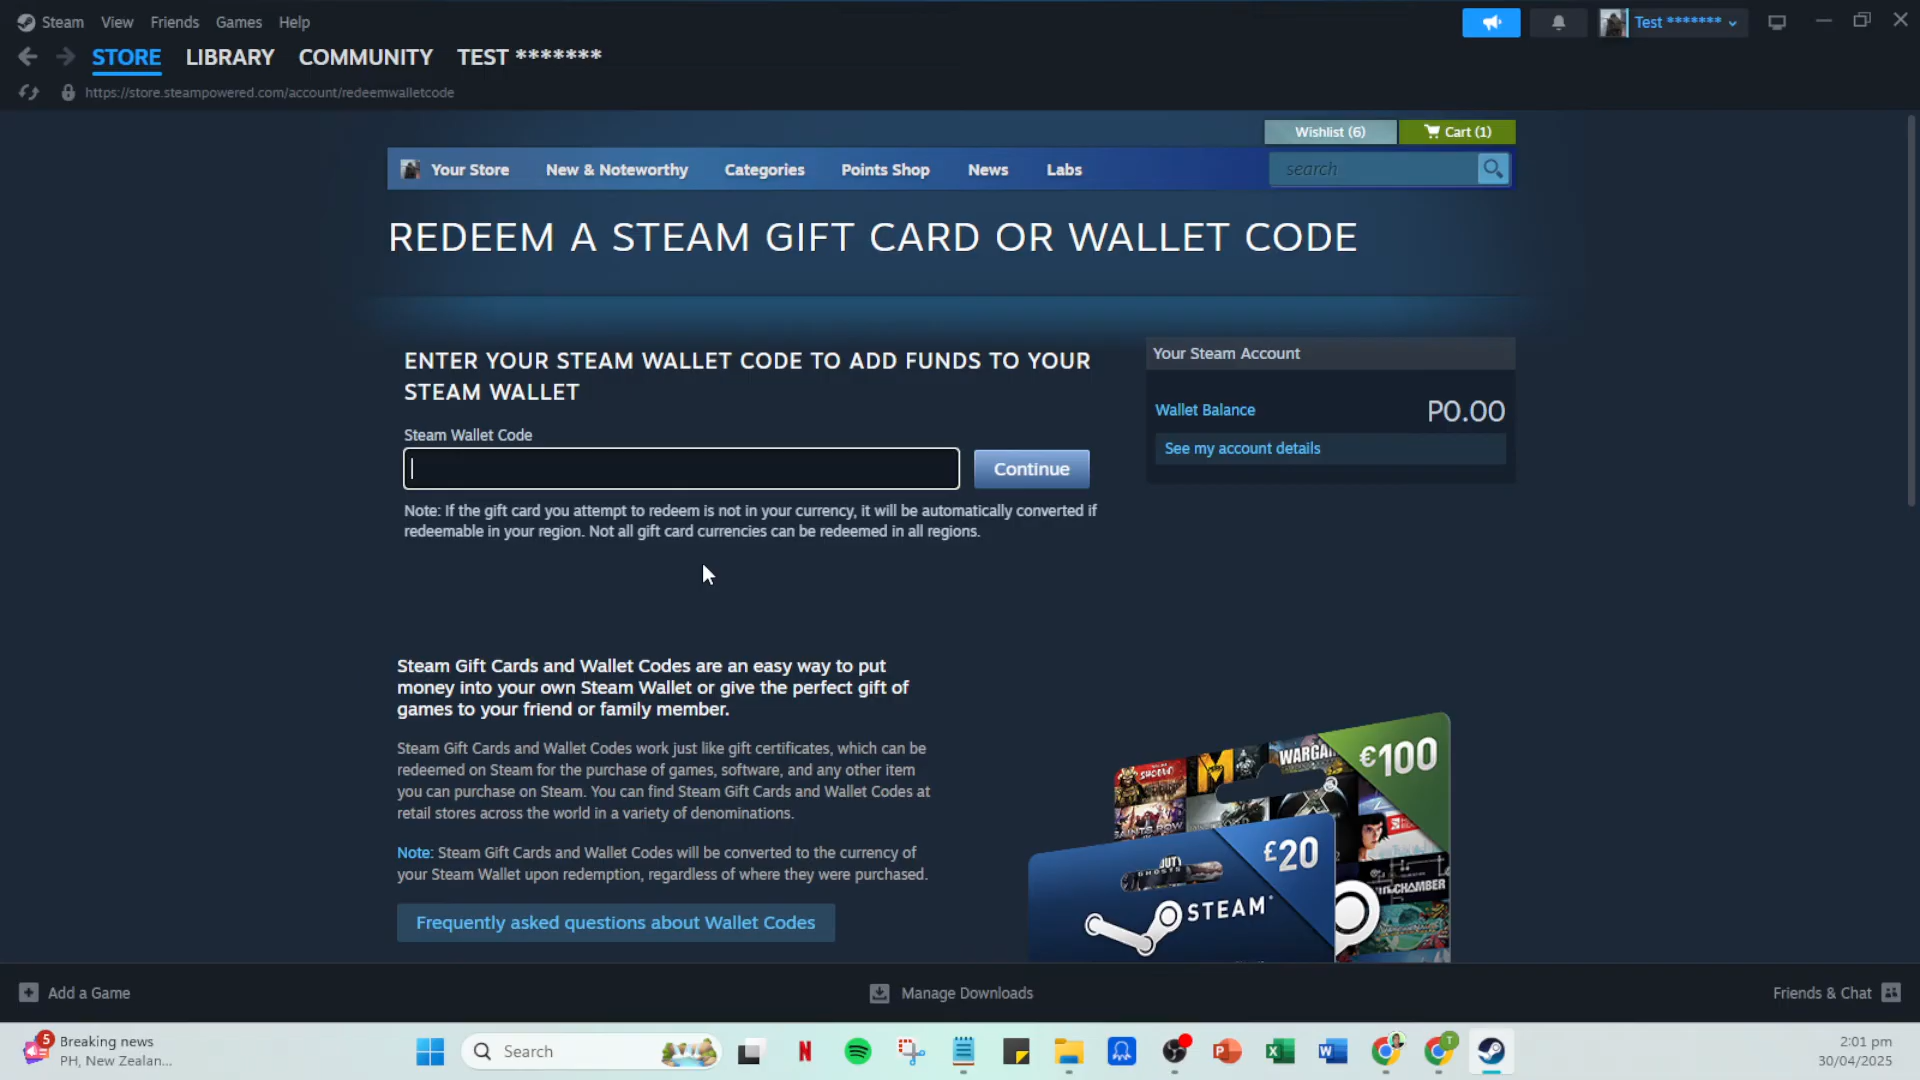 Steam View Friends Games Help
Test *******
STORE LIBRARY COMMUNITY TEST *******
https://store.steampowered.com/account/redeemwalletcode
Wishlist (6) Cart (1)
Your Store New & Noteworthy Categories Points Shop News Labs search
REDEEM A STEAM GIFT CARD OR WALLET CODE
ENTER YOUR STEAM WALLET CODE TO ADD FUNDS TO YOUR
STEAM WALLET
Steam Wallet Code
Continue
Note: If the gift card you attempt to redeem is not in your currency, it will be automatically converted if
redeemable in your region. Not all gift card currencies can be redeemed in all regions.
Your Steam Account
Wallet Balance P0.00
See my account details
Steam Gift Cards and Wallet Codes are an easy way to put
money into your own Steam Wallet or give the perfect gift of
games to your friend or family member.
Steam Gift Cards and Wallet Codes work just like gift certificates, which can be
redeemed on Steam for the purchase of games, software, and any other item
you can purchase on Steam. You can find Steam Gift Cards and Wallet Codes at
retail stores across the world in a variety of denominations.
Note: Steam Gift Cards and Wallet Codes will be converted to the currency of
your Steam Wallet upon redemption, regardless of where they were purchased.
Frequently asked questions about Wallet Codes
€100
£20
STEAM
Add a Game
Manage Downloads
Friends & Chat
5
Breaking news
PH, New Zealan...
Search
2:01 pm
30/04/2025